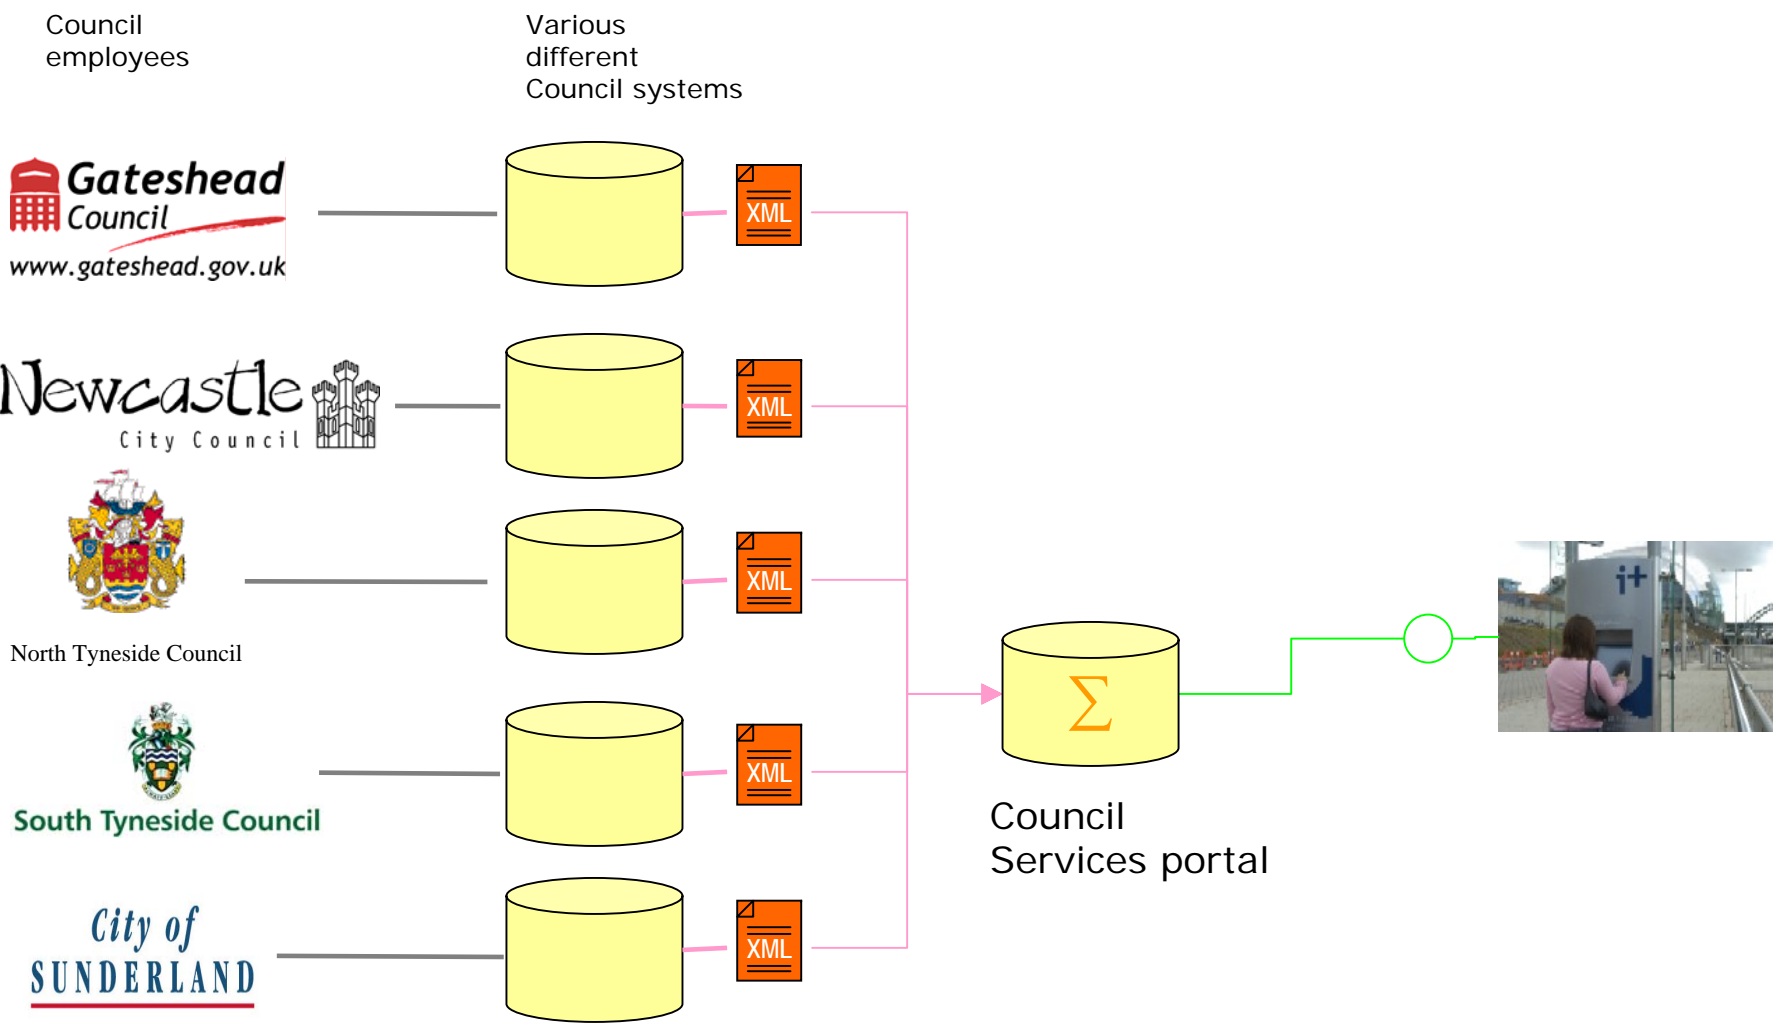 Council
employees
Various
different
Council systems
Gateshead
Council
www.gateshead.gov.uk
XML
Newcastle
City Council
XML
North Tyneside Council
XML
South Tyneside Council
XML
City of
SUNDERLAND
XML
Σ
Council
Services portal
i+